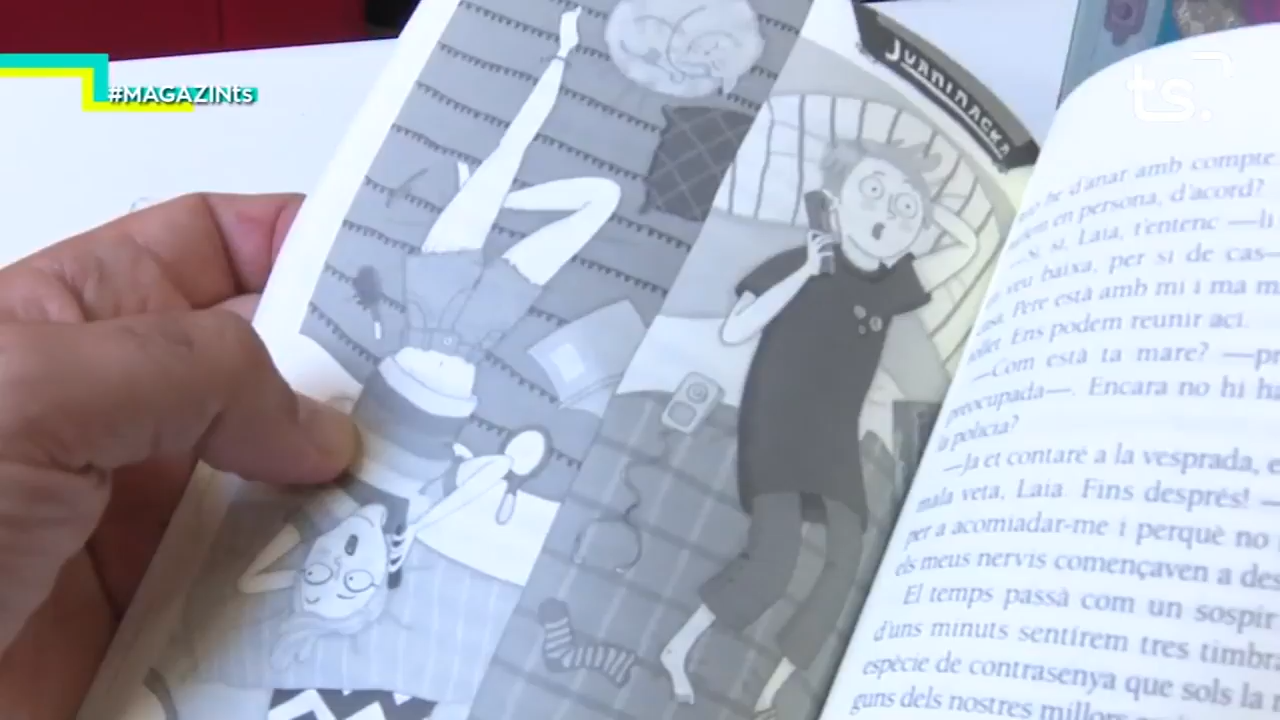 #MAGAZINts
ts.
he d'anar amb compte.
en persona, d'acord?
—Sí, sí, Laia, t'entenc —li
veu baixa, per si de cas—
casa. Pere està amb mi i ma m
Ens podem reunir ací.
—Com està ta mare? —pr
preocupada—. Encara no hi ha
la policia?
—Ja et contaré a la vesprada, e
mala veta, Laia. Fins després! —
per a acomiadar-me i perquè no
els meus nervis començaven a des
El temps passà com un sospir
d'uns minuts sentírem tres timbra
espècie de contrasenya que sols la
guns dels nostres millors